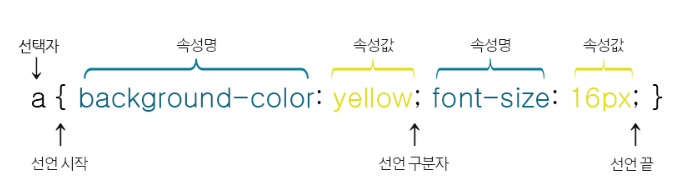 선택자 속성명 속성값 속성명 속성값
a { background-color: yellow; font-size: 16px; }
선언 시작 선언 구분자 선언 끝